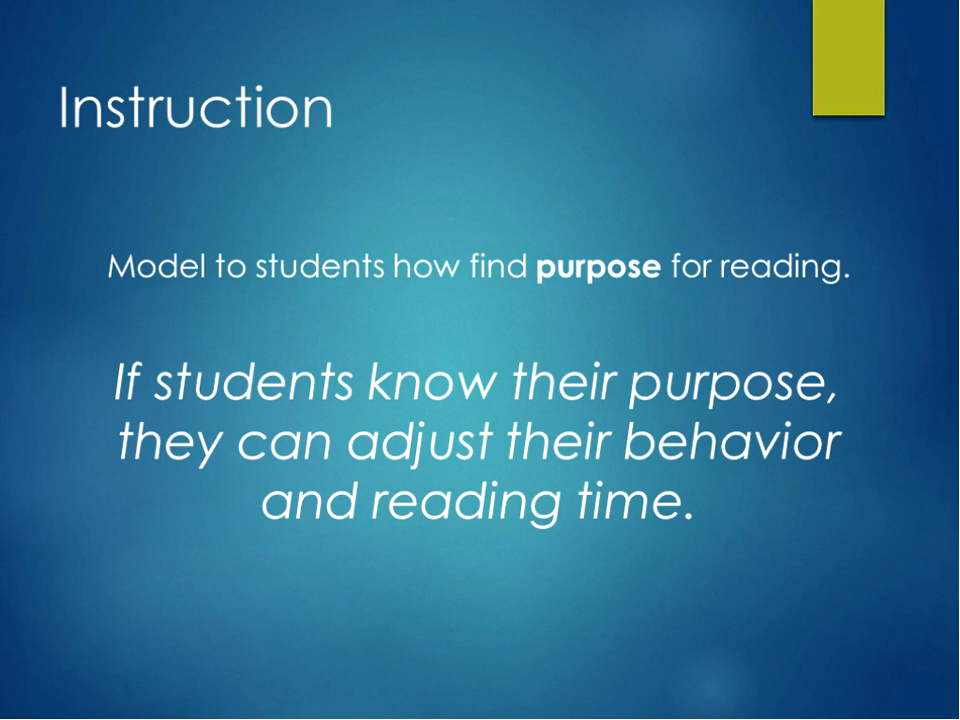 Instruction
Model to students how find purpose for reading.
If students know their purpose,
they can adjust their behavior
and reading time.